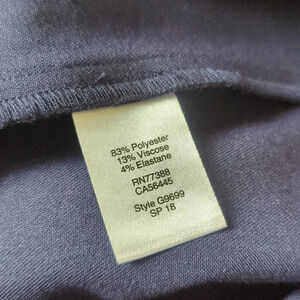 83% Polyester
13% Viscose
4% Elastane
RN77388
CA56445
Style G9699
SP 18